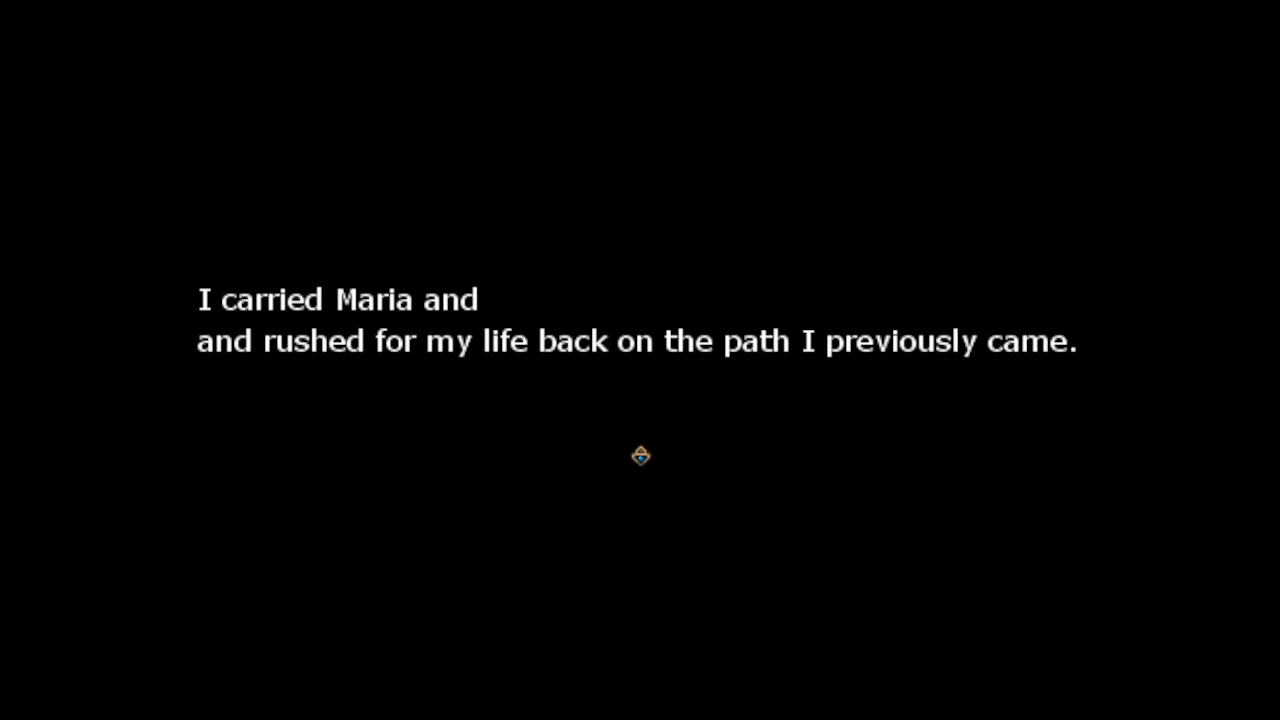 I carried Maria and
and rushed for my life back on the path I previously came.